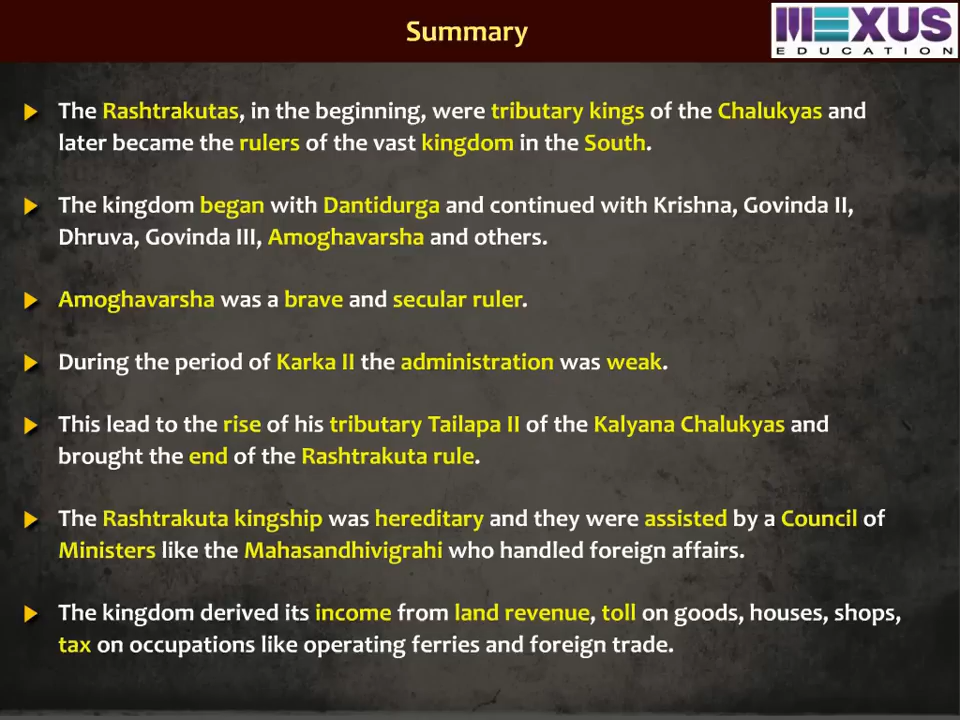 Summary
MEXUS
EDUCATION
The Rashtrakutas, in the beginning, were tributary kings of the Chalukyas and
later became the rulers of the vast kingdom in the South.
The kingdom began with Dantidurga and continued with Krishna, Govinda II,
Dhruva, Govinda III, Amoghavarsha and others.
Amoghavarsha was a brave and secular ruler.
During the period of Karka II the administration was weak.
This lead to the rise of his tributary Tailapa II of the Kalyana Chalukyas and
brought the end of the Rashtrakuta rule.
The Rashtrakuta kingship was hereditary and they were assisted by a Council of
Ministers like the Mahasandhivigrahi who handled foreign affairs.
The kingdom derived its income from land revenue, toll on goods, houses, shops,
tax on occupations like operating ferries and foreign trade.